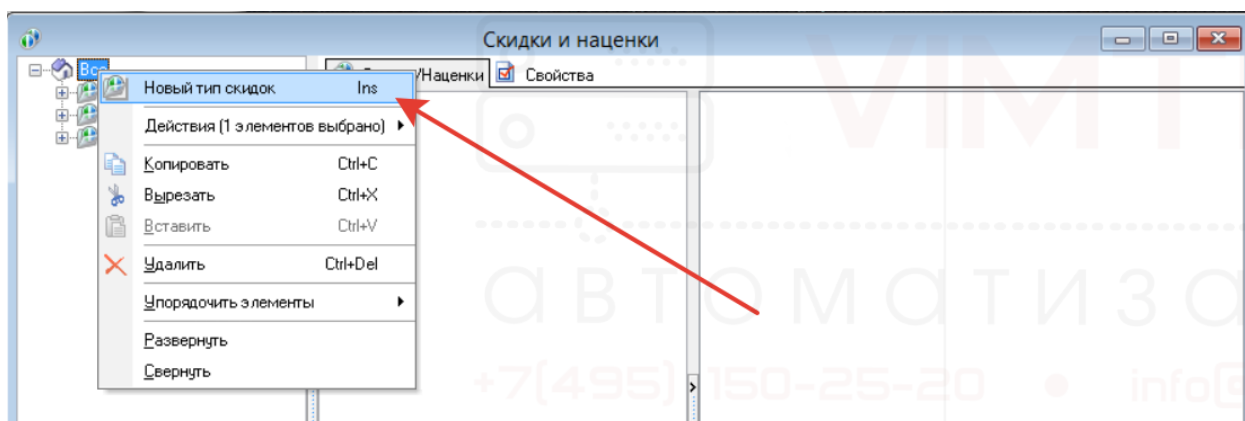 Скидки и наценки
Все
/Наценки Свойства
Новый тип скидок Ins
Действия (1 элементов выбрано)
Копировать Ctrl+C
Вырезать Ctrl+X
Вставить Ctrl+V
Удалить Ctrl+Del
Упорядочить элементы
Развернуть
Свернуть
VIMT
автоматиза
+7(495) 150-25-20 • info@